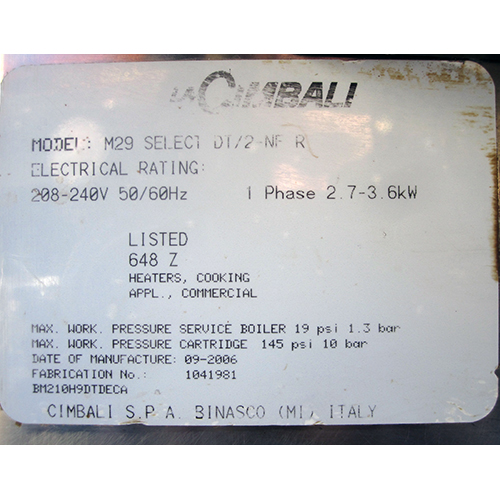 LA CIMBALI
MODEL: M29 SELECT DT/2-NF R
ELECTRICAL RATING:
208-240V 50/60Hz 1 Phase 2.7-3.6kW
LISTED
648 Z
HEATERS, COOKING
APPL., COMMERCIAL
MAX. WORK. PRESSURE SERVICE BOILER 19 psi 1.3 bar
MAX. WORK. PRESSURE CARTRIDGE 145 psi 10 bar
DATE OF MANUFACTURE: 09-2006
FABRICATION No.: 1041981
BM210H9DTDECA
CIMBALI S.P.A. BINASCO (MI) ITALY